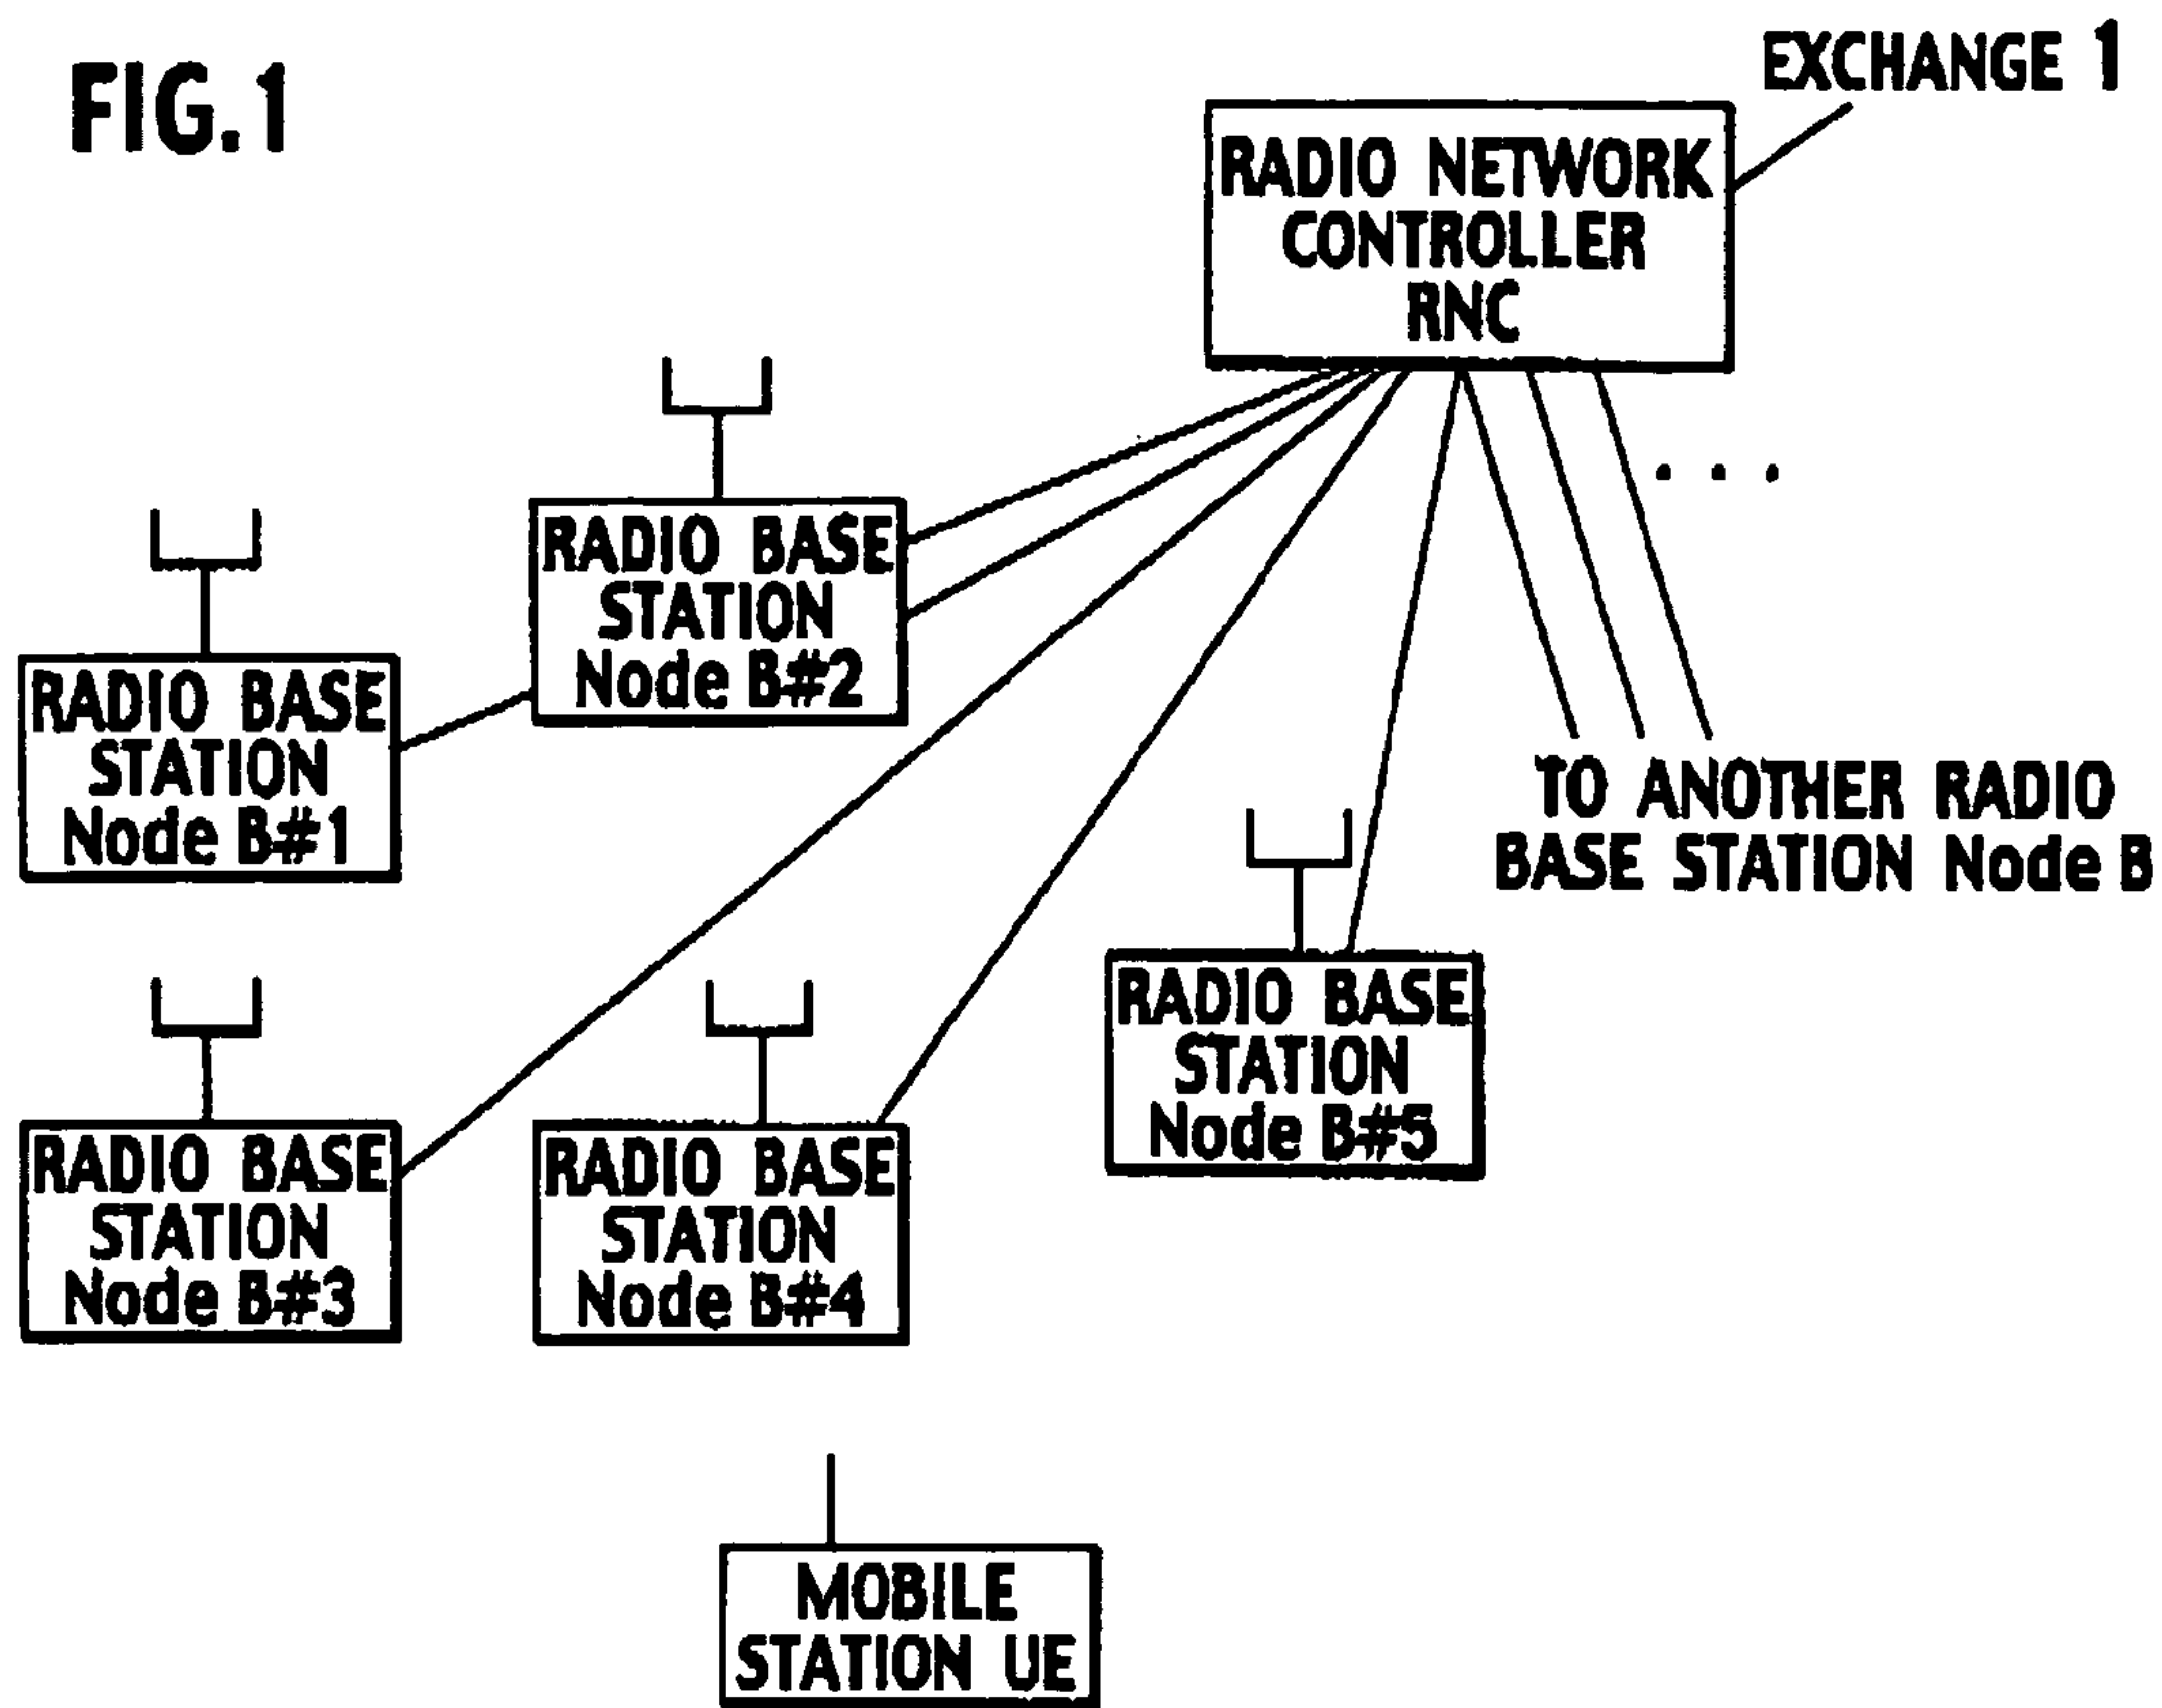 FIG.1
EXCHANGE 1
RADIO NETWORK
CONTROLLER
RNC
RADIO BASE
STATION
Node B#2
RADIO BASE
STATION
Node B#1
TO ANOTHER RADIO
BASE STATION Node B
RADIO BASE
STATION
Node B#5
RADIO BASE
STATION
Node B#3
RADIO BASE
STATION
Node B#4
MOBILE
STATION UE